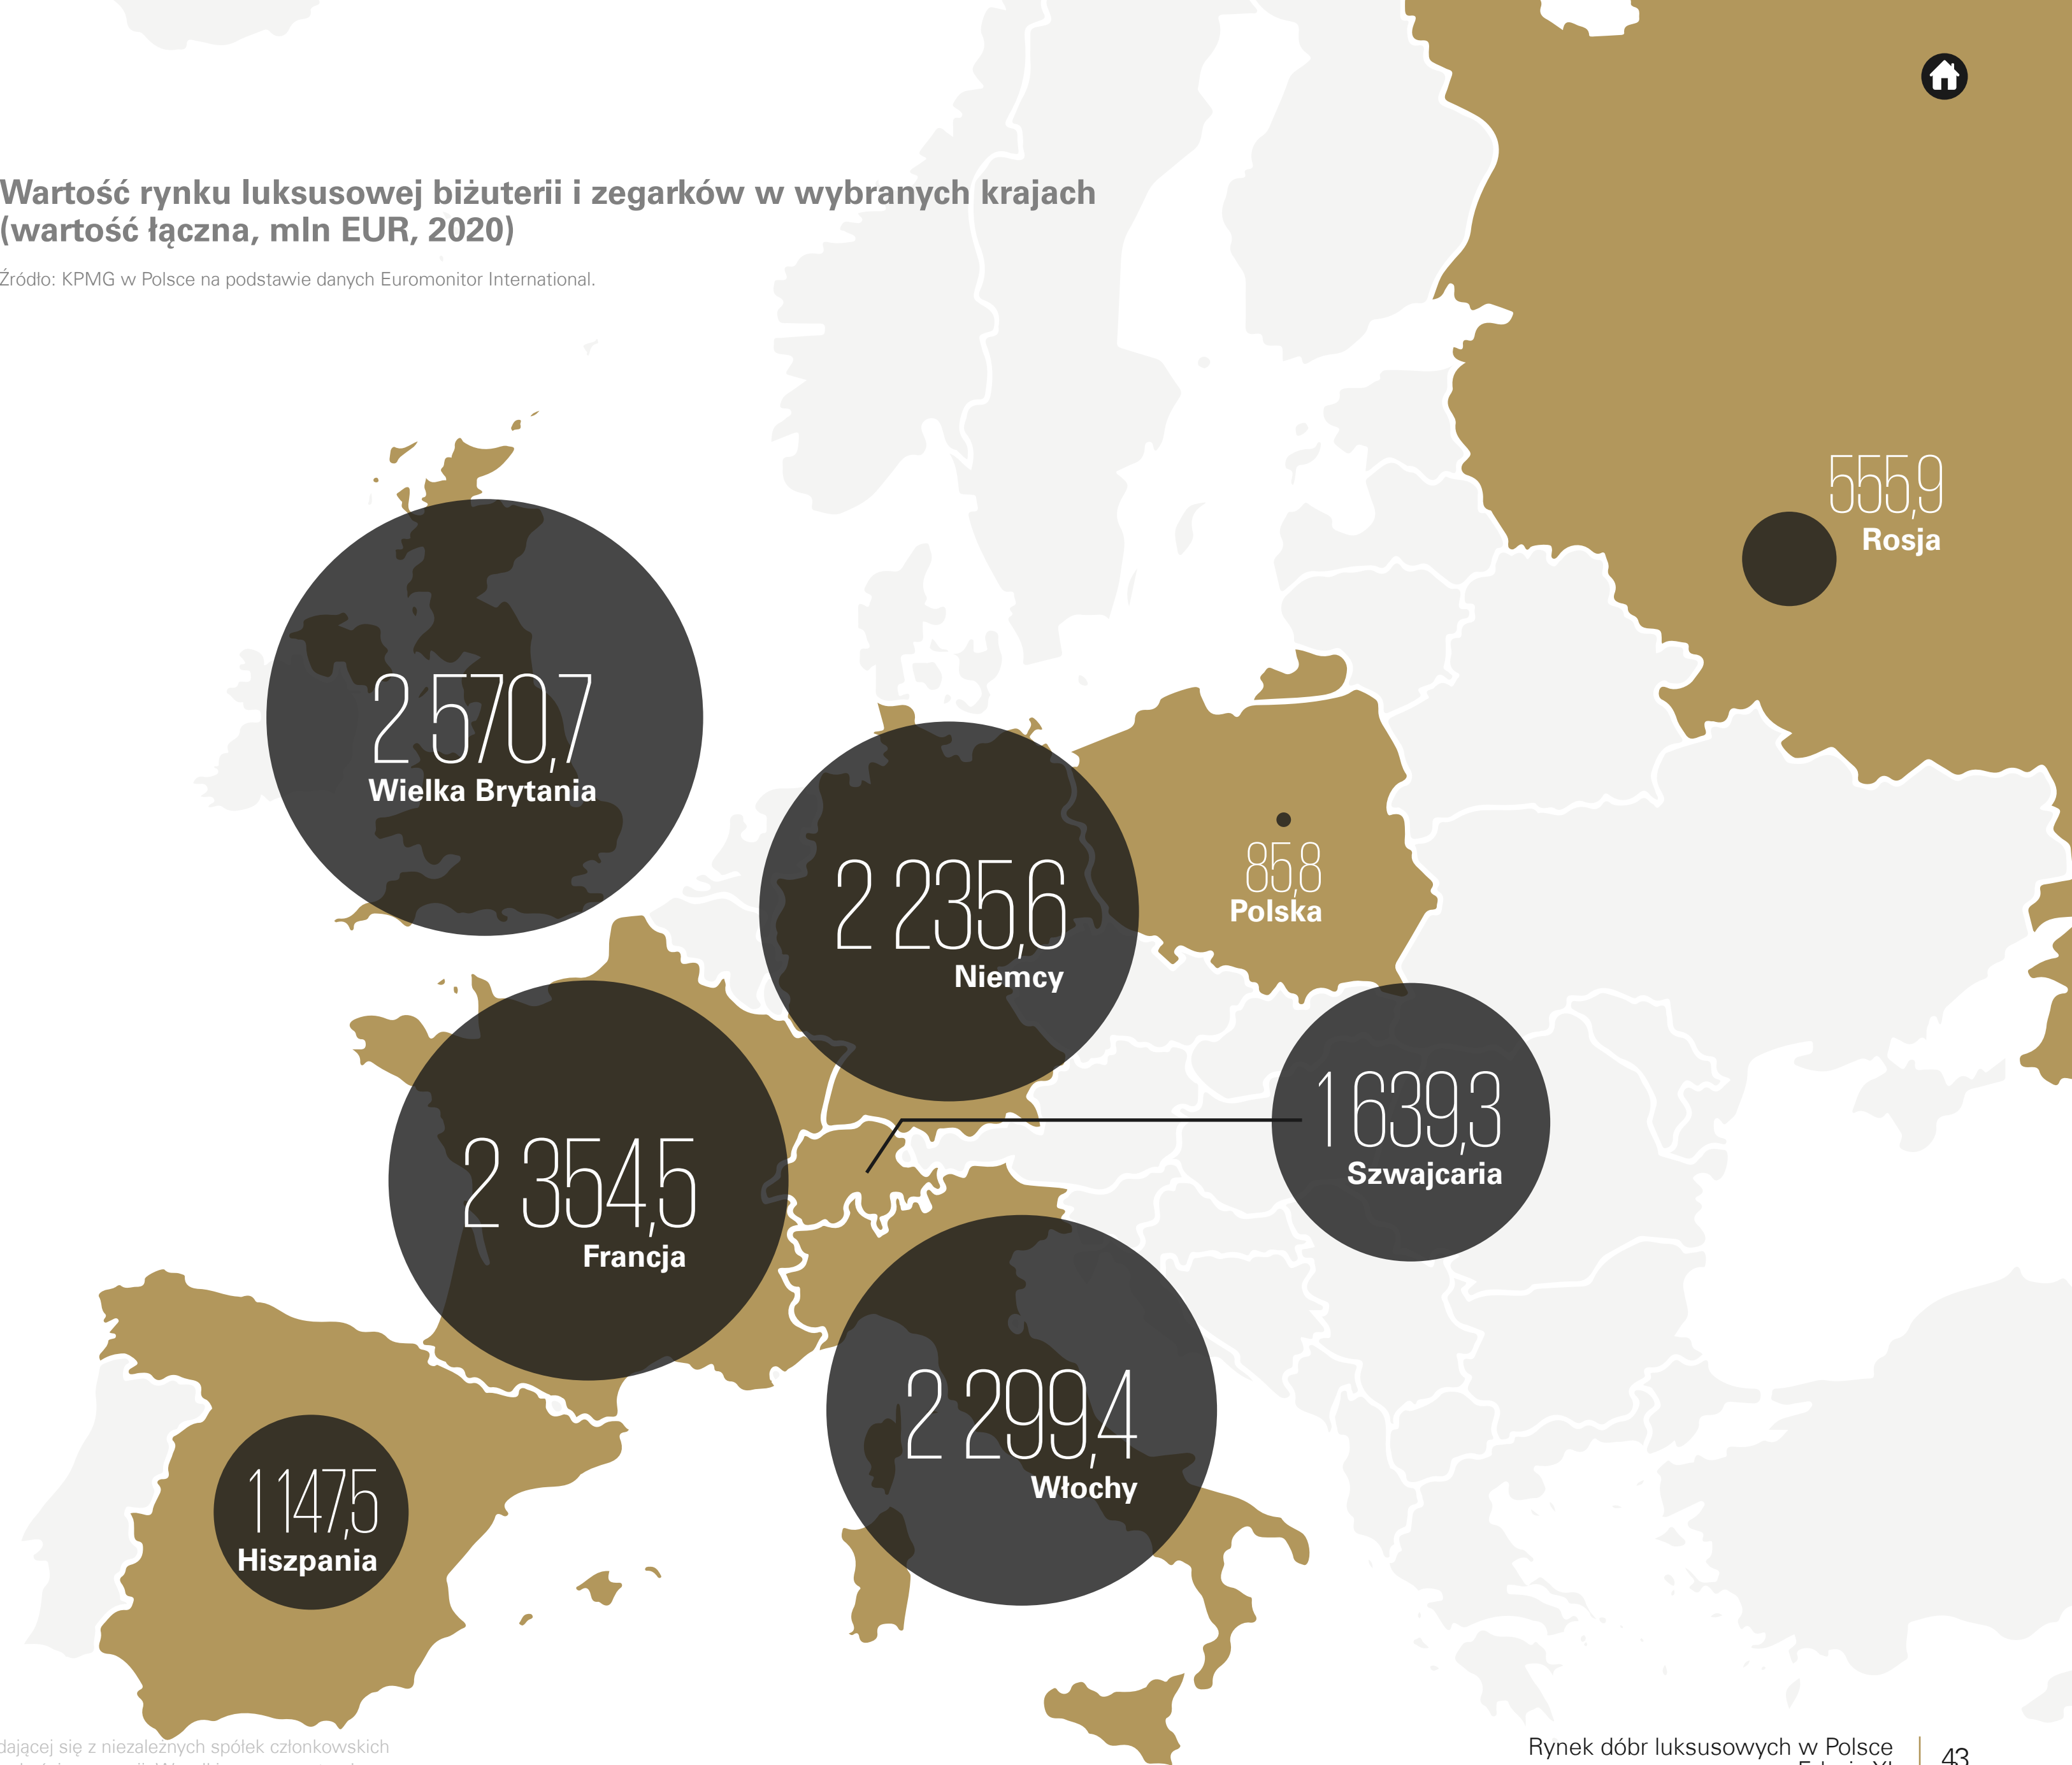 Wartość rynku luksusowej biżuterii i zegarków w wybranych krajach
(wartość łączna, mln EUR, 2020)
Źródło: KPMG w Polsce na podstawie danych Euromonitor International.
555,9
Rosja
2 570,7
Wielka Brytania
2 235,6
Niemcy
85,8
Polska
1 639,3
Szwajcaria
2 354,5
Francja
2 299,4
Włochy
1 147,5
Hiszpania
się z niezależnych spółek członkowskich
Rynek dóbr luksusowych w Polsce
43